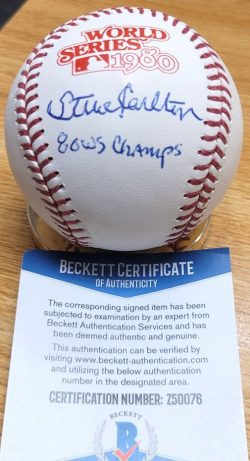 WORLD
SERIES
1980
Steve Carlton
80 WS CHAMPS
BECKETT CERTIFICATE
OF AUTHENTICITY
The corresponding signed item has been
subjected to examination by an expert from
Beckett Authentication Services and has
been deemed authentic and genuine.
This authentication can be verified by
visiting www.beckett-authentication.com
and utilizing the below authentication
number in the designated area.
CERTIFICATION NUMBER: Z50076
BECKETT
B